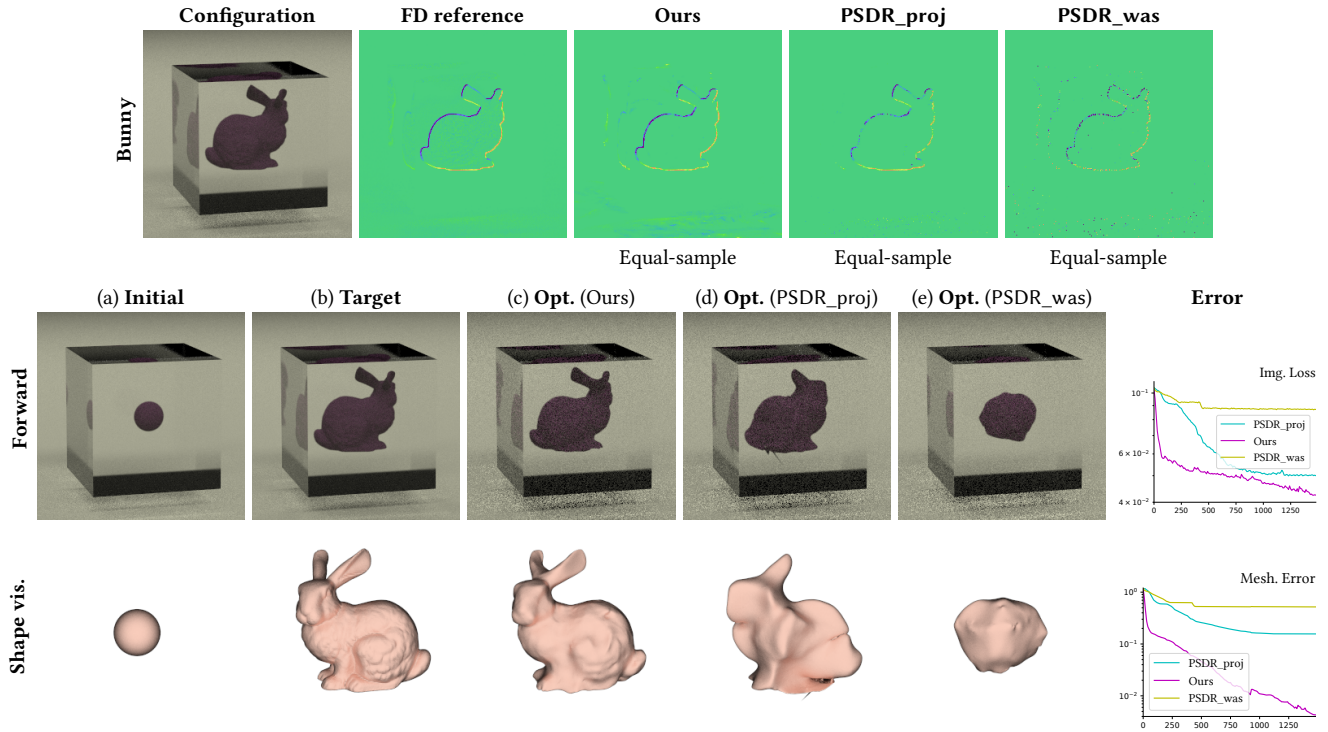 Configuration FD reference Ours PSDR_proj PSDR_was
Bunny
Equal-sample Equal-sample Equal-sample
(a) Initial (b) Target (c) Opt. (Ours) (d) Opt. (PSDR_proj) (e) Opt. (PSDR_was) Error
Forward
Img. Loss
10⁻¹
PSDR_proj
Ours
6 × 10⁻² PSDR_was
4 × 10⁻²
0 250 500 750 1000 1250
Shape vis.
Mesh. Error
10⁰
10⁻¹
PSDR_proj
Ours
10⁻² PSDR_was
0 250 500 750 1000 1250